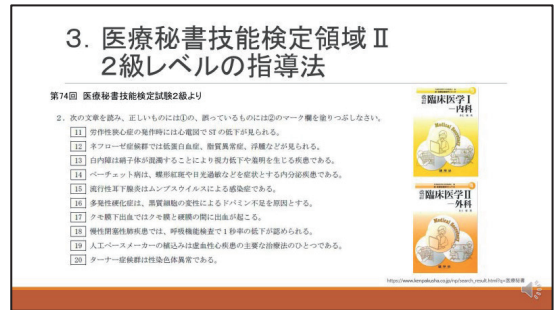 3. 医療秘書技能検定領域Ⅱ
2級レベルの指導法
第74回 医療秘書技能検定試験2級より
2. 次の文章を読み、正しいものには①の、誤っているものには②のマーク欄を塗りつぶしなさい。
11 労作性狭心症の発作時には心電図でSTの低下が見られる。
12 ネフローゼ症候群では低蛋白血症、脂質異常症、浮腫などが見られる。
13 白内障は硝子体が混濁することにより視力低下や羞明を生じる疾患である。
14 ベーチェット病は、蝶形紅斑や日光過敏などを症状とする内分泌疾患である。
15 流行性耳下腺炎はムンプスウイルスによる感染症である。
16 多発性硬化症は、黒質細胞の変性によるドパミン不足を原因とする。
17 クモ膜下出血ではクモ膜と硬膜の間に出血が起こる。
18 慢性閉塞性肺疾患では、呼吸機能検査で1秒率の低下が認められる。
19 人工ペースメーカーの植込みは虚血性心疾患の主要な治療法のひとつである。
20 ターナー症候群は性染色体異常である。
臨床医学Ⅰ
―内科
臨床医学Ⅱ
―外科